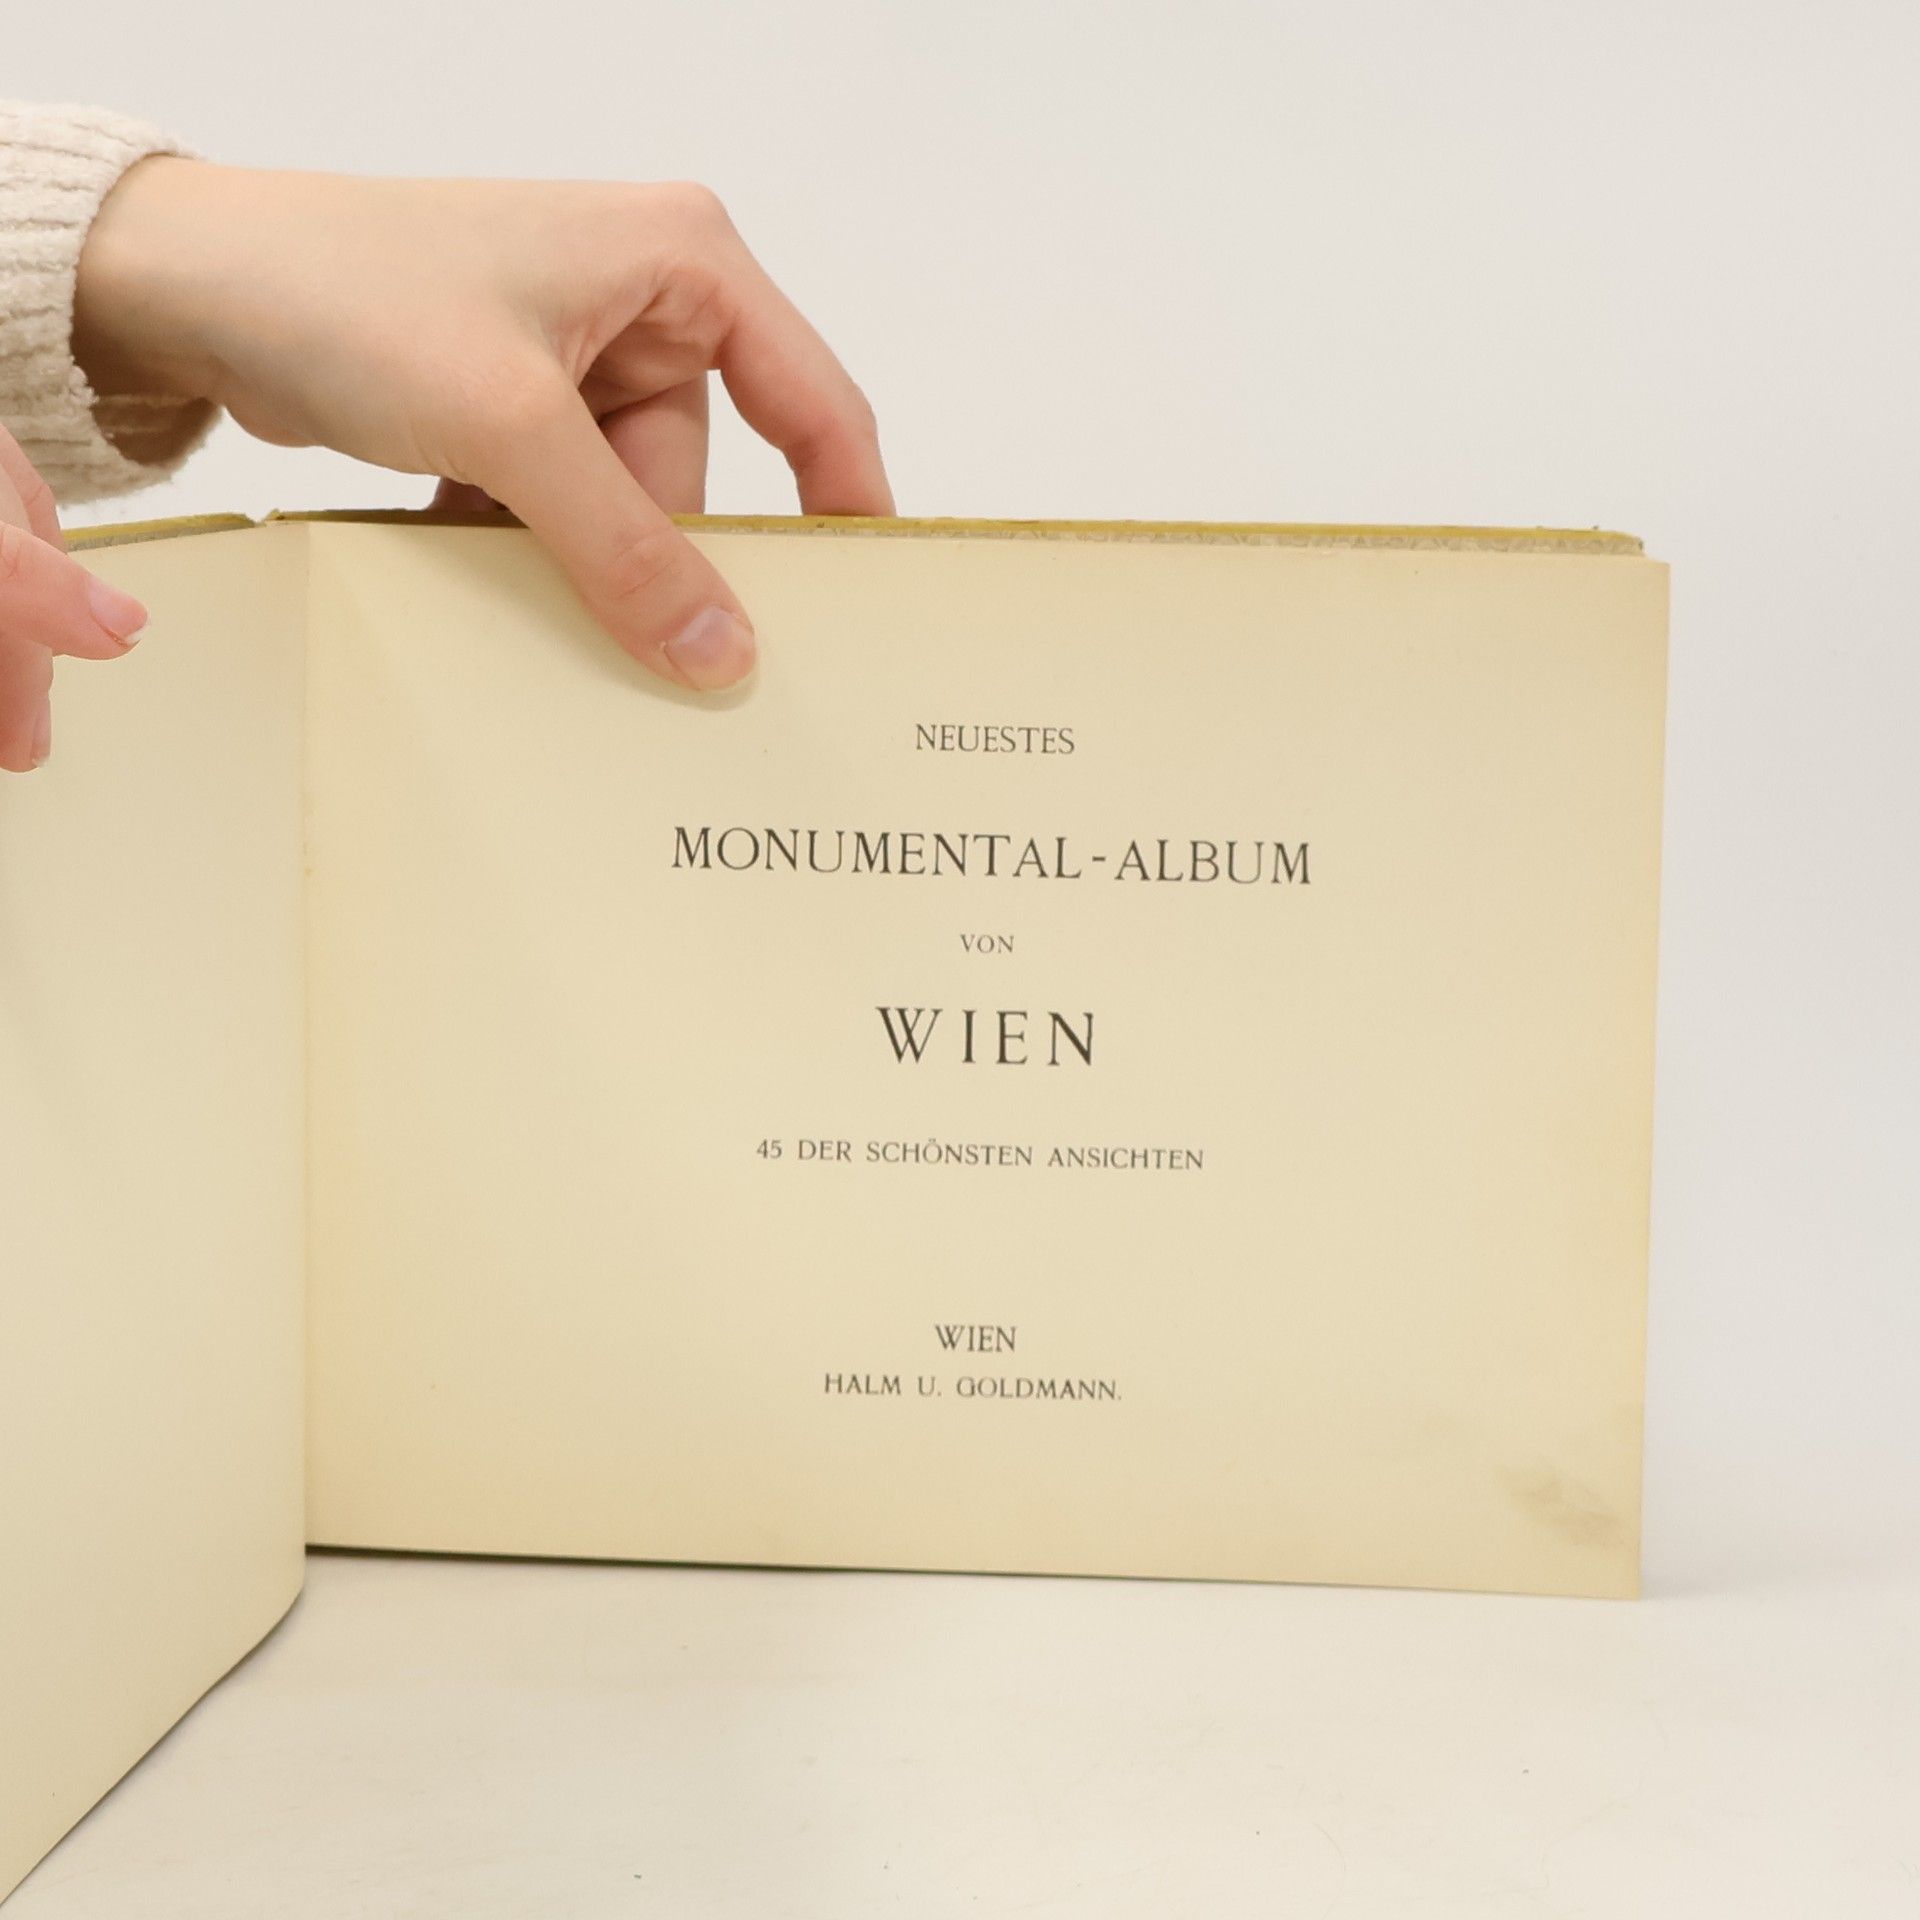 NEUESTES
MONUMENTAL-ALBUM
VON
WIEN
45 DER SCHÖNSTEN ANSICHTEN
WIEN
HALM U. GOLDMANN.